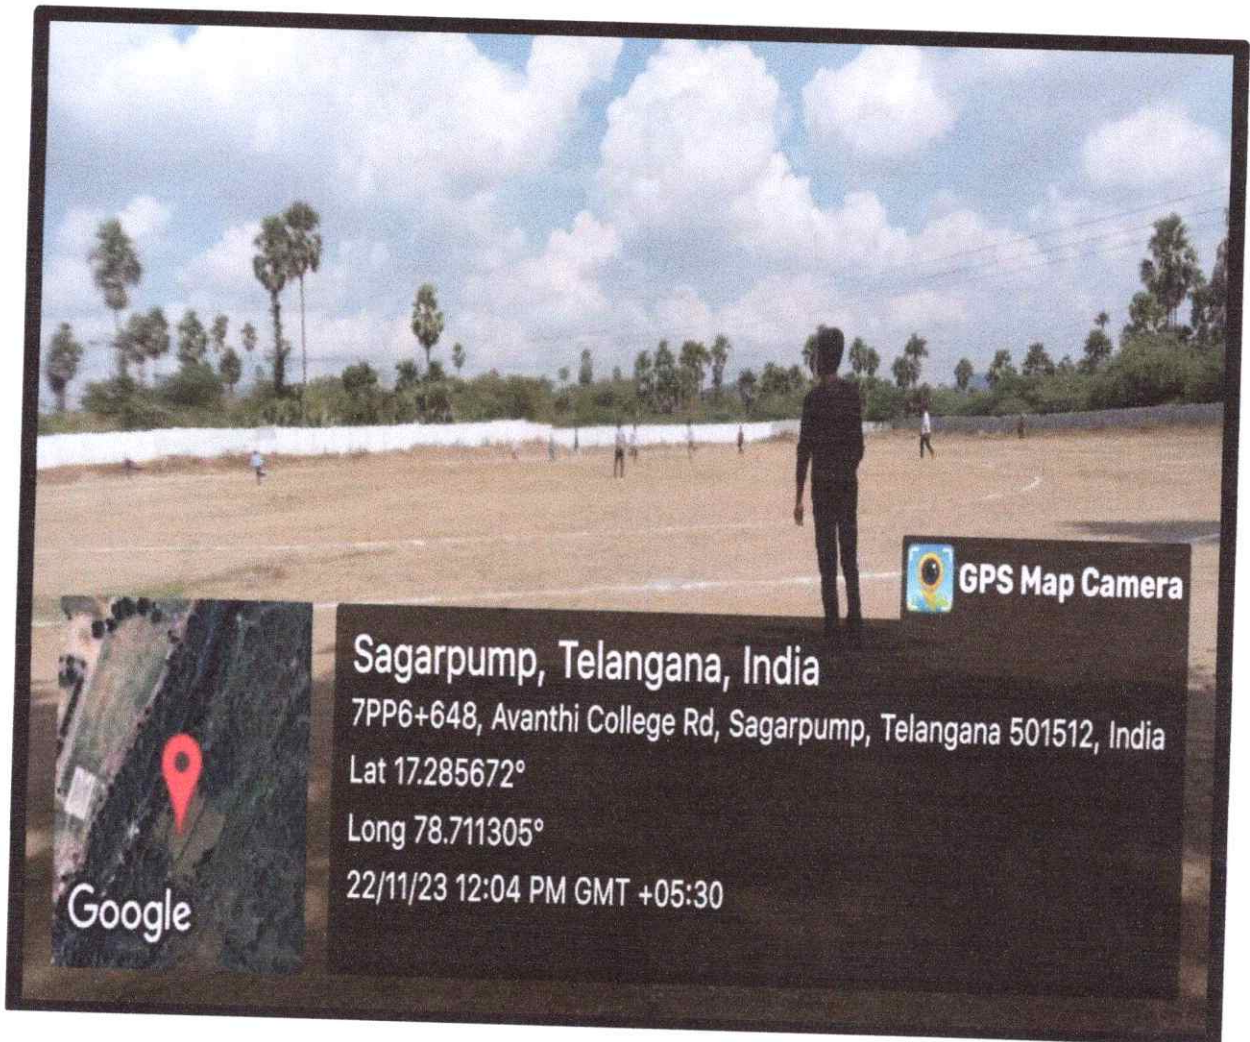 GPS Map Camera
Sagarpump, Telangana, India
7PP6+648, Avanthi College Rd, Sagarpump, Telangana 501512, India
Lat 17.285672°
Long 78.711305°
22/11/23 12:04 PM GMT +05:30
Google